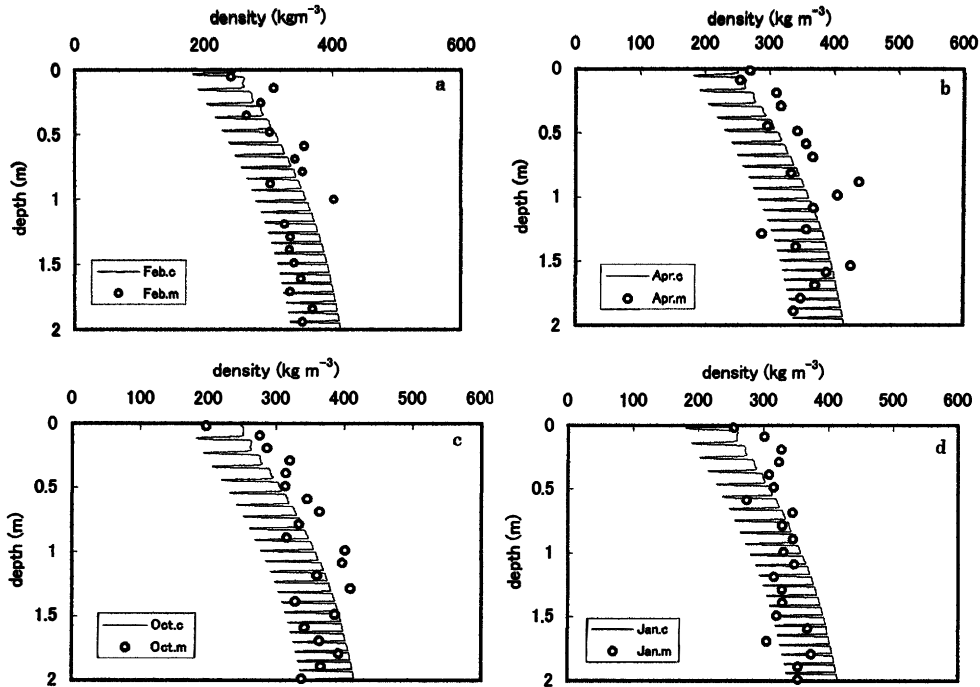 density (kgm⁻³)
0 200 400 600
0
0.5
1
1.5
2
depth (m)
a
Feb.c
Feb.m
density (kg m⁻³)
0 100 200 300 400 500 600
0
0.5
1
1.5
2
depth (m)
b
Apr.c
Apr.m
density (kg m⁻³)
0 100 200 300 400 500 600
0
0.5
1
1.5
2
depth (m)
c
Oct.c
Oct.m
density (kg m⁻³)
0 100 200 300 400 500 600
0
0.5
1
1.5
2
depth (m)
d
Jan.c
Jan.m